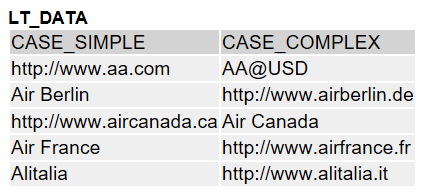 LT_DATA
CASE_SIMPLE CASE_COMPLEX
http://www.aa.com AA@USD
Air Berlin http://www.airberlin.de
http://www.aircanada.ca Air Canada
Air France http://www.airfrance.fr
Alitalia http://www.alitalia.it